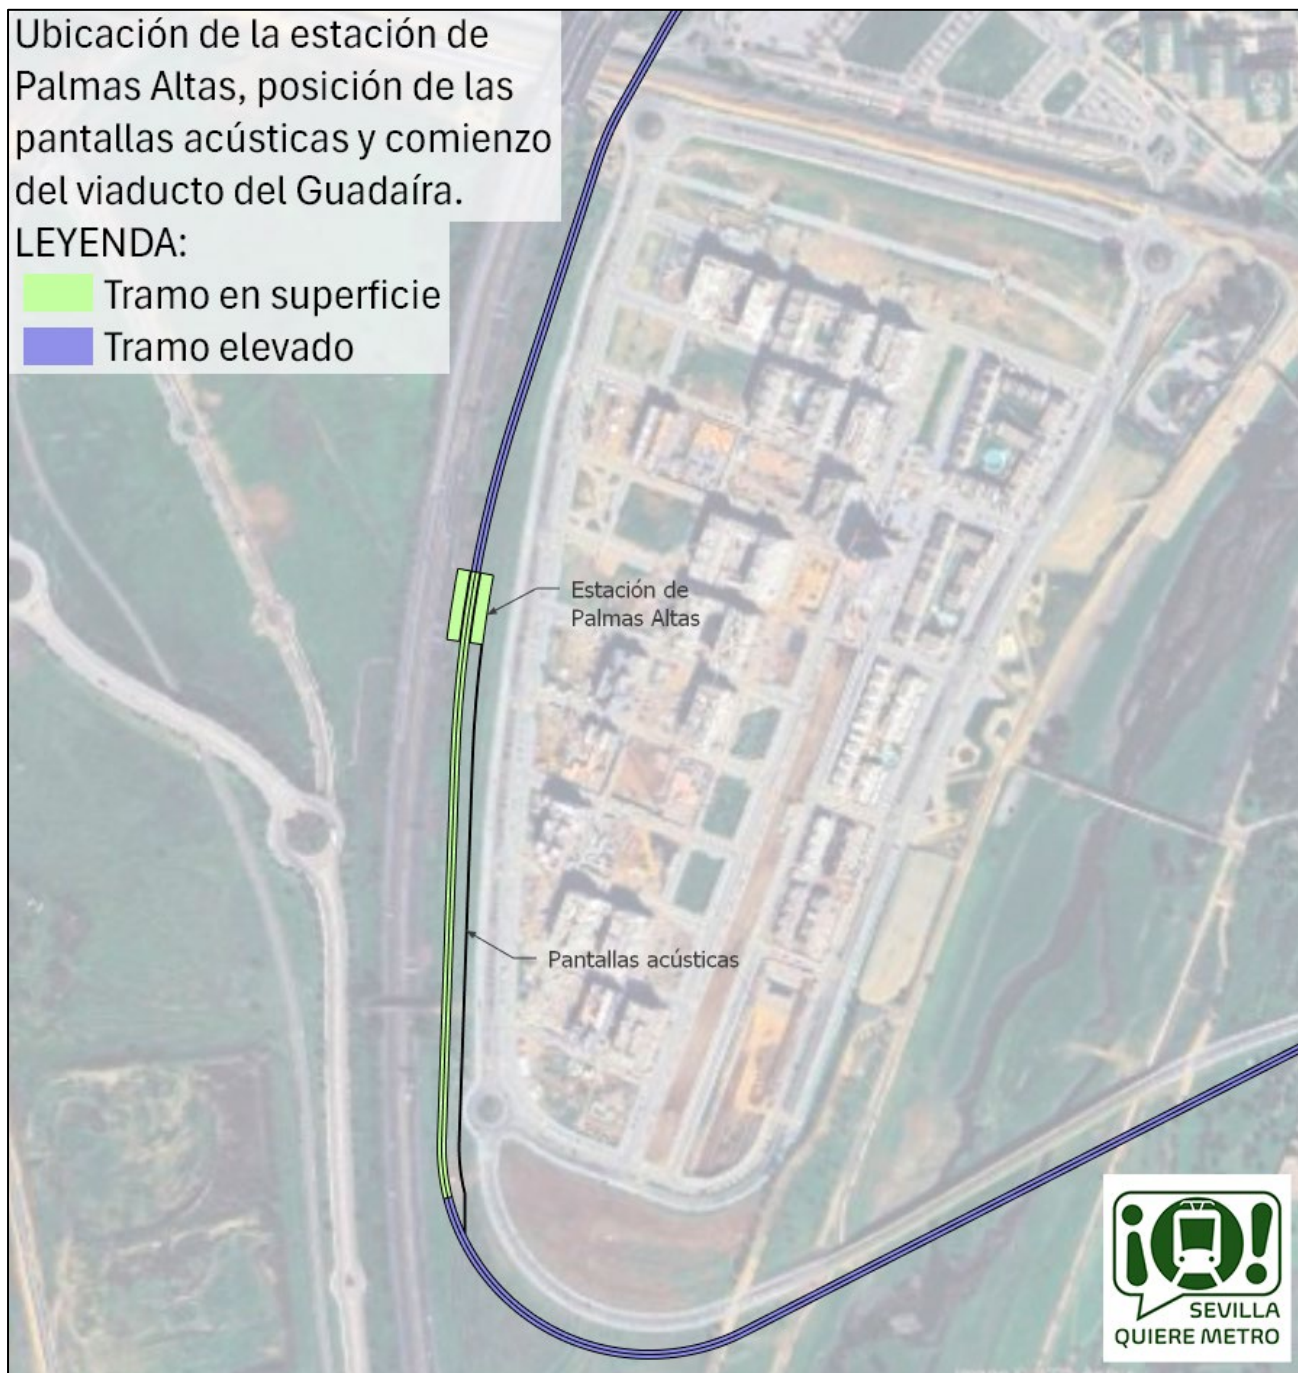 Ubicación de la estación de
Palmas Altas, posición de las
pantallas acústicas y comienzo
del viaducto del Guadaíra.
LEYENDA:
Tramo en superficie
Tramo elevado
Estación de
Palmas Altas
Pantallas acústicas
¡O!
SEVILLA
QUIERE METRO